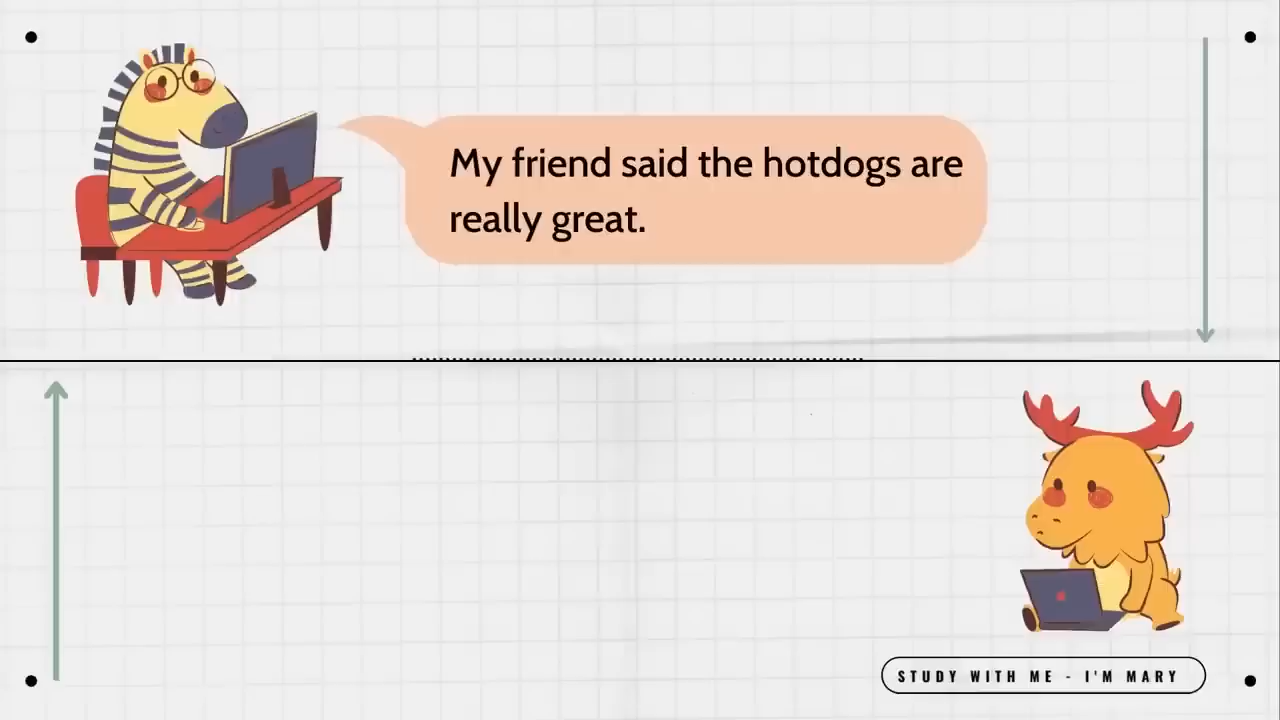 My friend said the hotdogs are
really great.
STUDY WITH ME - I'M MARY